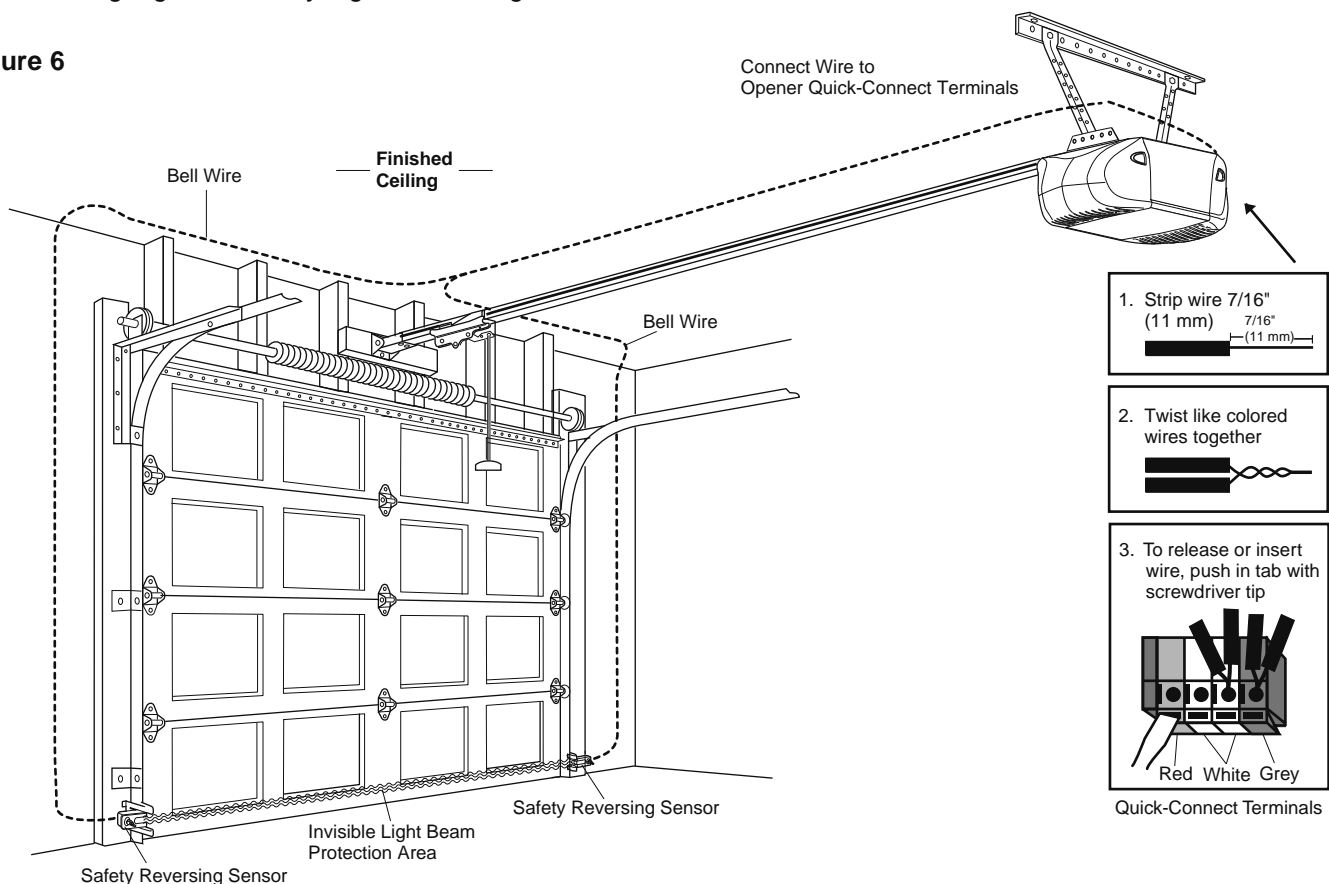 ure 6
Connect Wire to
Opener Quick-Connect Terminals
Finished
Ceiling
Bell Wire
Bell Wire
1. Strip wire 7/16"
(11 mm)
7/16"
(11 mm)
2. Twist like colored
wires together
3. To release or insert
wire, push in tab with
screwdriver tip
Red White Grey
Quick-Connect Terminals
Safety Reversing Sensor
Invisible Light Beam
Protection Area
Safety Reversing Sensor